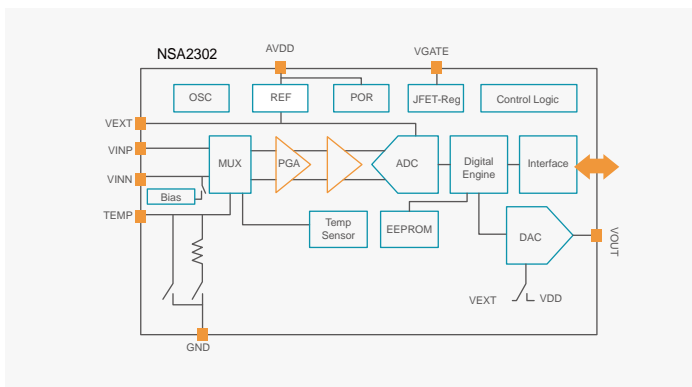 NSA2302
AVDD
VGATE
OSC
REF
POR
JFET-Reg
Control Logic
VEXT
VINP
VINN
TEMP
MUX
PGA
ADC
Digital
Engine
Interface
Bias
Temp
Sensor
EEPROM
DAC
VOUT
VEXT
VDD
GND